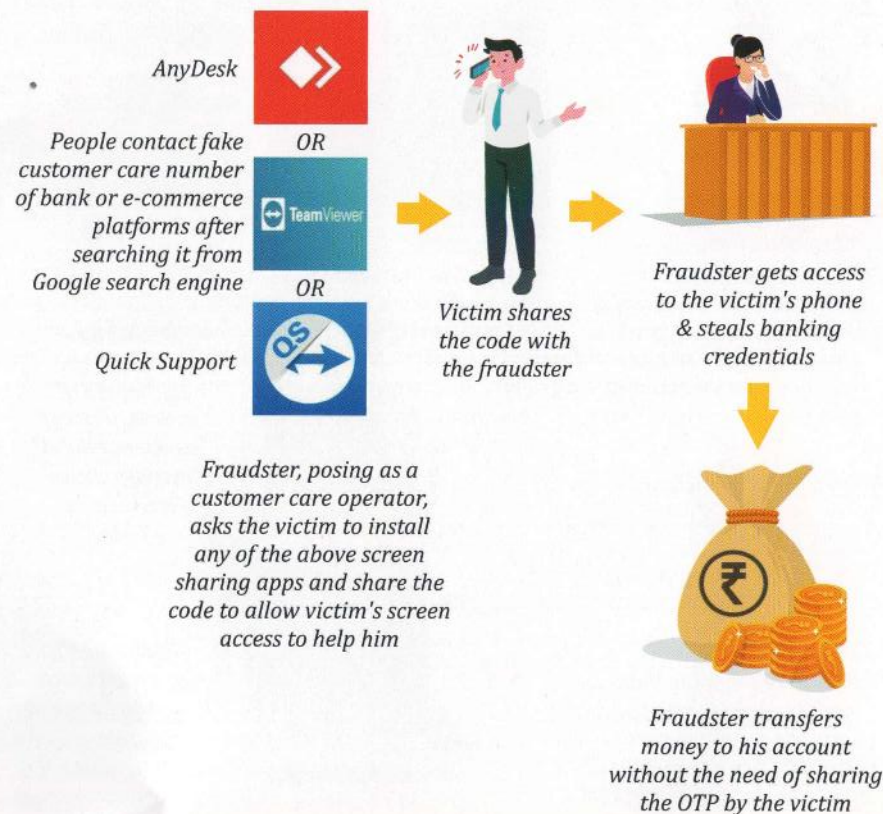 AnyDesk
People contact fake
customer care number
of bank or e-commerce
platforms after
searching it from
Google search engine
Quick Support
OR
TeamViewer
OR
QS
Fraudster, posing as a
customer care operator,
asks the victim to install
any of the above screen
sharing apps and share the
code to allow victim's screen
access to help him
Victim shares
the code with
the fraudster
Fraudster gets access
to the victim's phone
& steals banking
credentials
₹
Fraudster transfers
money to his account
without the need of sharing
the OTP by the victim